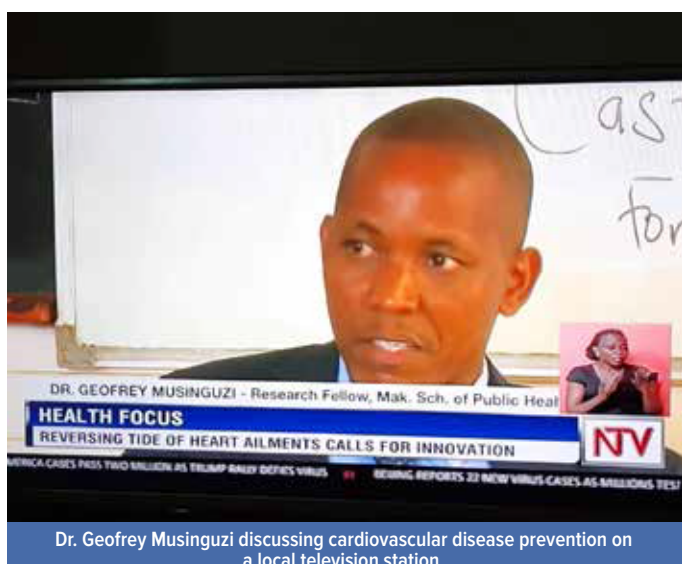 as
for
DR. GEOFREY MUSINGUZI - Research Fellow, Mak. Sch. of Public Heal
HEALTH FOCUS
REVERSING TIDE OF HEART AILMENTS CALLS FOR INNOVATION
NTV
MERICA CASES PASS TWO MILLION AS TRUMP RALLY DEFIES VIRUS
BEIJING REPORTS 22 NEW VIRUS CASES AS MILLIONS TEST
Dr. Geofrey Musinguzi discussing cardiovascular disease prevention on
a local television station